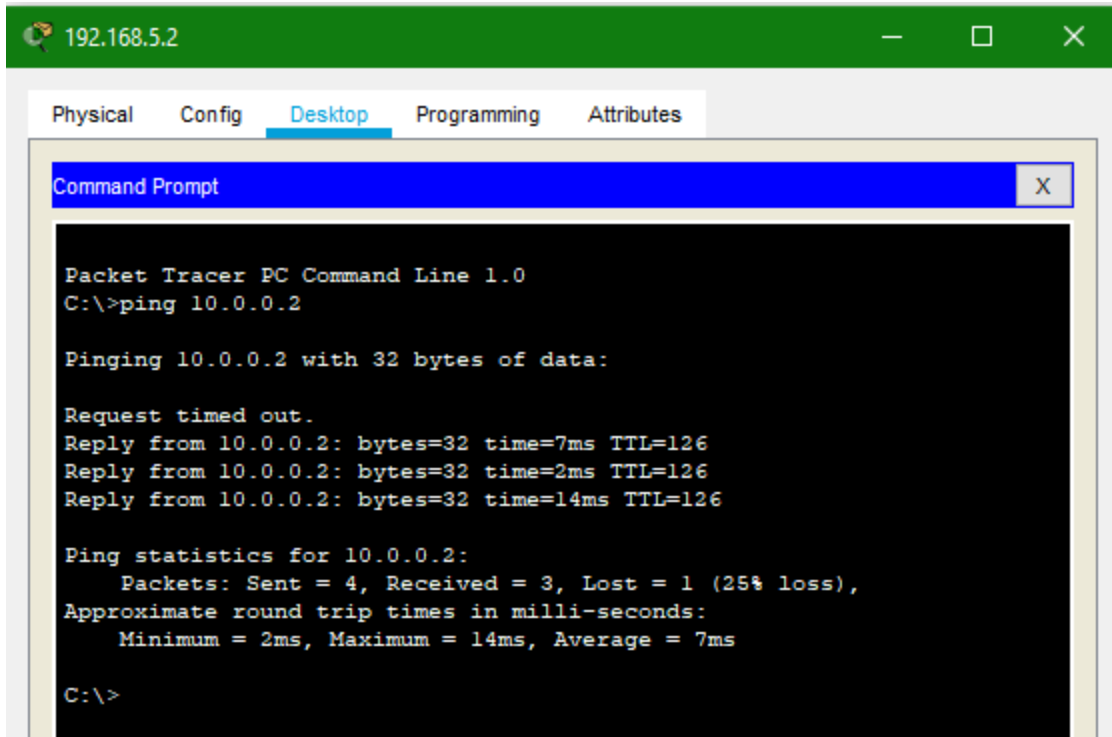 192.168.5.2
Physical Config Desktop Programming Attributes
Command Prompt X
Packet Tracer PC Command Line 1.0
C:\>ping 10.0.0.2
Pinging 10.0.0.2 with 32 bytes of data:
Request timed out.
Reply from 10.0.0.2: bytes=32 time=7ms TTL=126
Reply from 10.0.0.2: bytes=32 time=2ms TTL=126
Reply from 10.0.0.2: bytes=32 time=14ms TTL=126
Ping statistics for 10.0.0.2:
Packets: Sent = 4, Received = 3, Lost = 1 (25% loss),
Approximate round trip times in milli-seconds:
Minimum = 2ms, Maximum = 14ms, Average = 7ms
C:\>